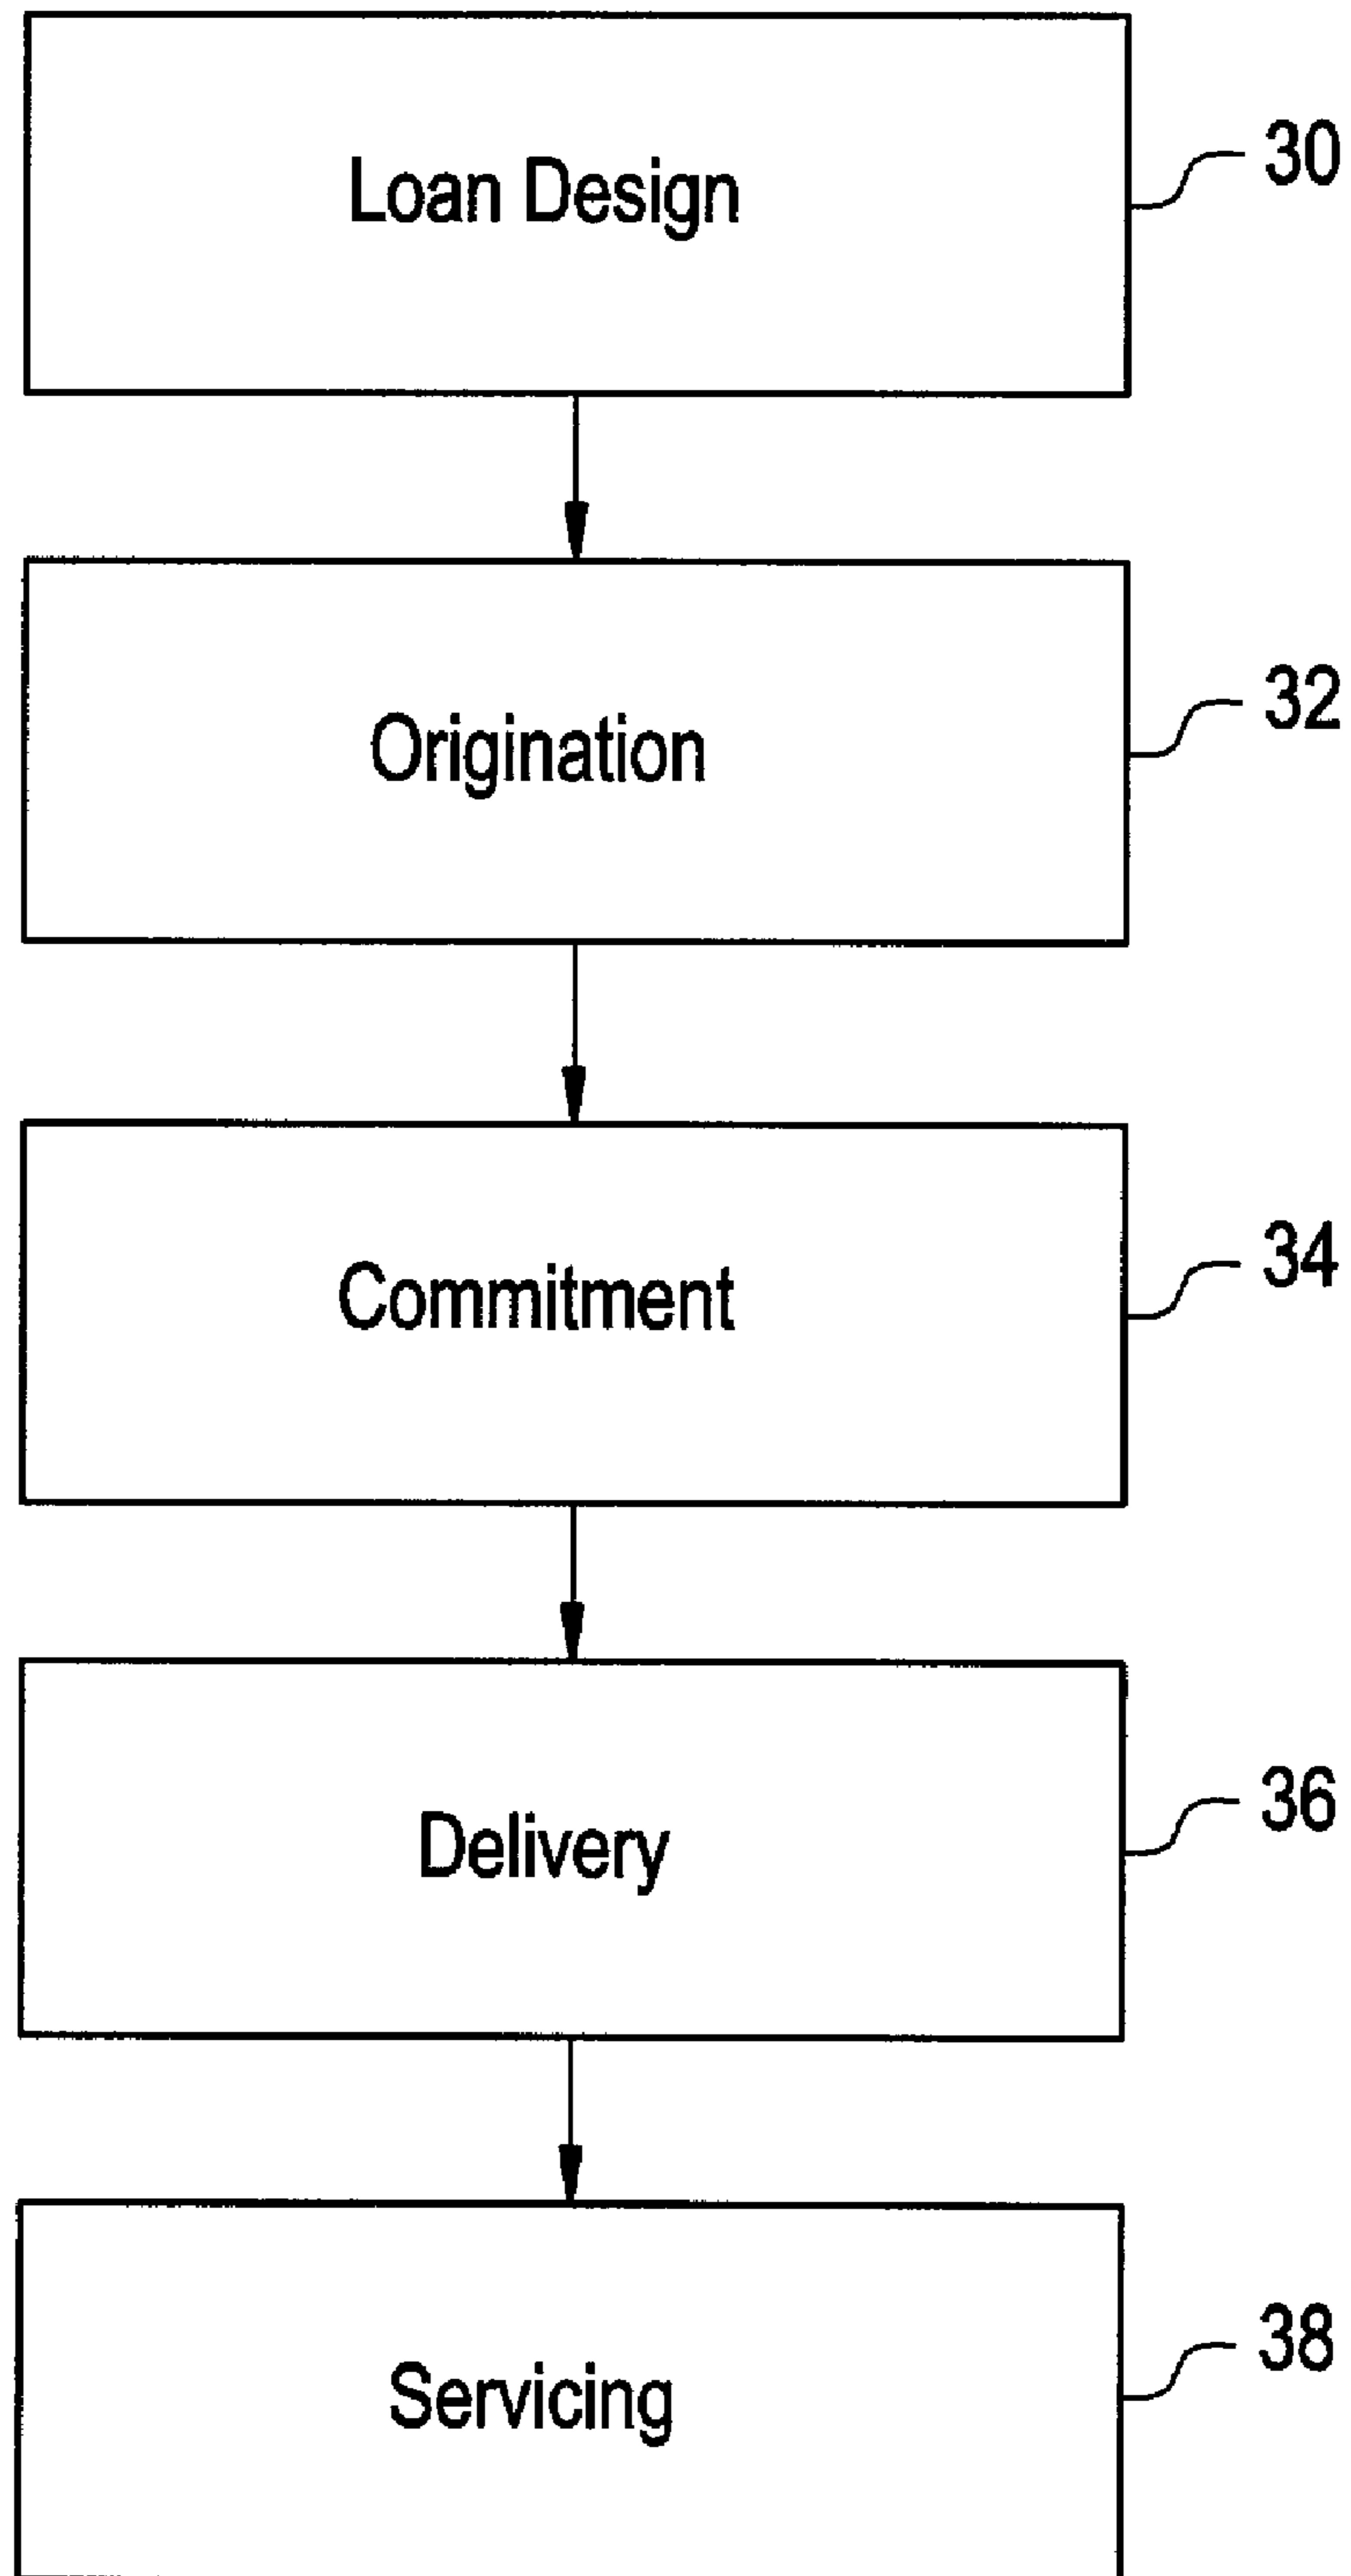 Loan Design
30
Origination
32
Commitment
34
Delivery
36
Servicing
38